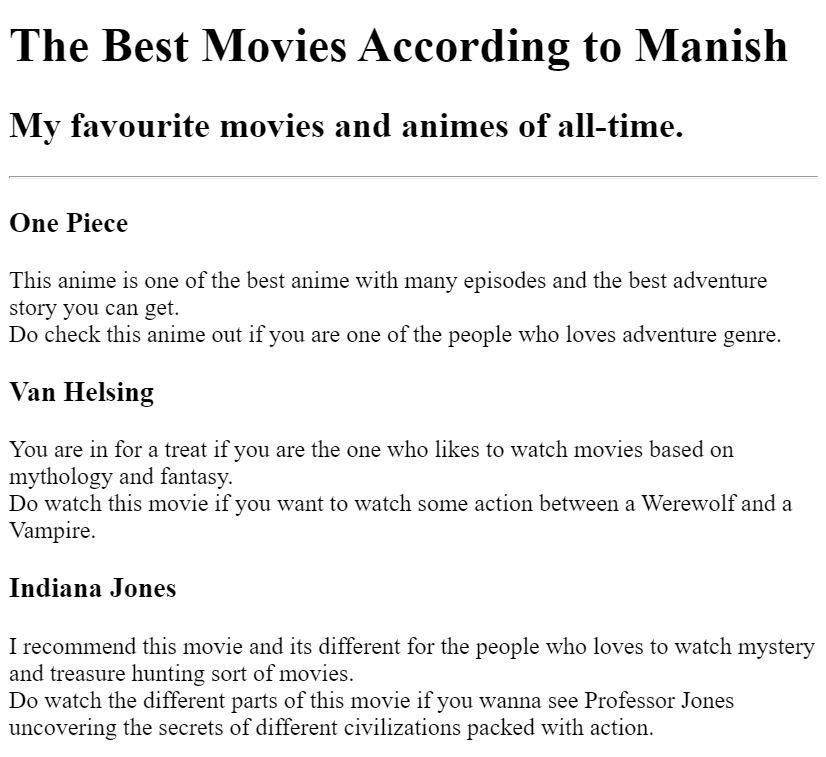 The Best Movies According to Manish
My favourite movies and animes of all-time.
One Piece
This anime is one of the best anime with many episodes and the best adventure
story you can get.
Do check this anime out if you are one of the people who loves adventure genre.
Van Helsing
You are in for a treat if you are the one who likes to watch movies based on
mythology and fantasy.
Do watch this movie if you want to watch some action between a Werewolf and a
Vampire.
Indiana Jones
I recommend this movie and its different for the people who loves to watch mystery
and treasure hunting sort of movies.
Do watch the different parts of this movie if you wanna see Professor Jones
uncovering the secrets of different civilizations packed with action.